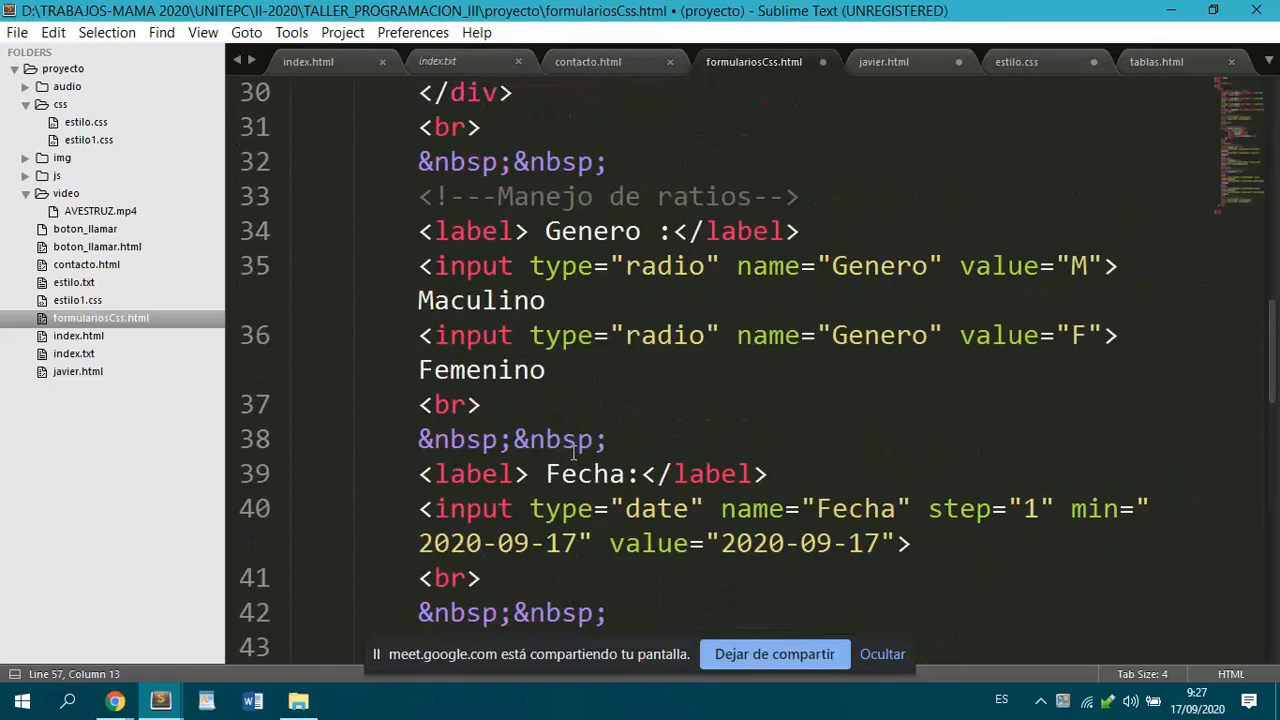 D:\TRABAJOS-MAMA 2020\UNITEPC\II-2020\TALLER_PROGRAMACION_III\proyecto\formulariosCss.html • (proyecto) - Sublime Text (UNREGISTERED)
File Edit Selection Find View Goto Tools Project Preferences Help
FOLDERS
proyecto
audio
css
estilo.css
estilo1.css
img
js
video
AVESTRUZ.mp4
boton_llamar
boton_llamar.html
contacto.html
estilo.txt
estilo1.css
formulariosCss.html
index.html
index.txt
javier.html
index.html index.txt contacto.html formulariosCss.html javier.html estilo.css tablas.html
30 </div>
31 <br>
32 &nbsp;&nbsp;
33 <!---Manejo de ratios-->
34 <label> Genero :</label>
35 <input type="radio" name="Genero" value="M">
Maculino
36 <input type="radio" name="Genero" value="F">
Femenino
37 <br>
38 &nbsp;&nbsp;
39 <label> Fecha:</label>
40 <input type="date" name="Fecha" step="1" min="
2020-09-17" value="2020-09-17">
41 <br>
42 &nbsp;&nbsp;
43
meet.google.com está compartiendo tu pantalla. Dejar de compartir Ocultar
Line 57, Column 13 Tab Size: 4 HTML
ES 9:27
17/09/2020